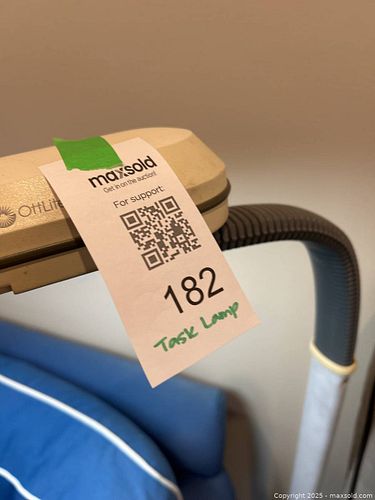 OttLite
maxsold
Get in on the auction!
For support:
182
Task Lamp
Copyright 2025 - maxsold.com